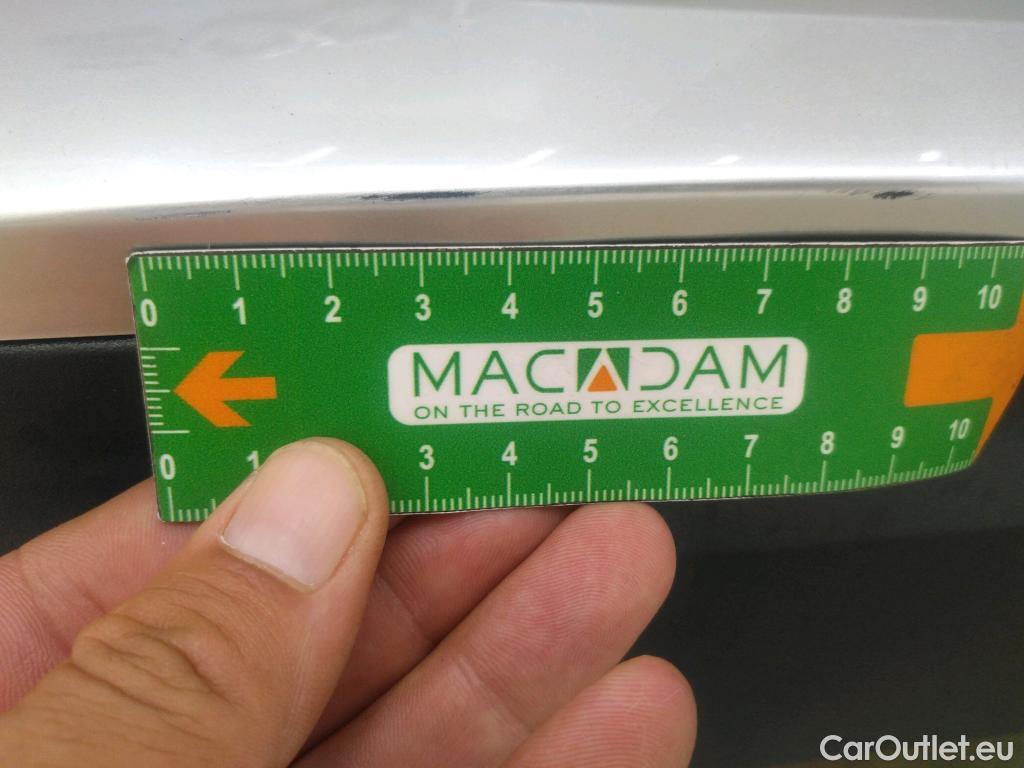 0 1 2 3 4 5 6 7 8 9 10
MACADAM
ON THE ROAD TO EXCELLENCE
0 1 3 4 5 6 7 8 9 10
CarOutlet.eu